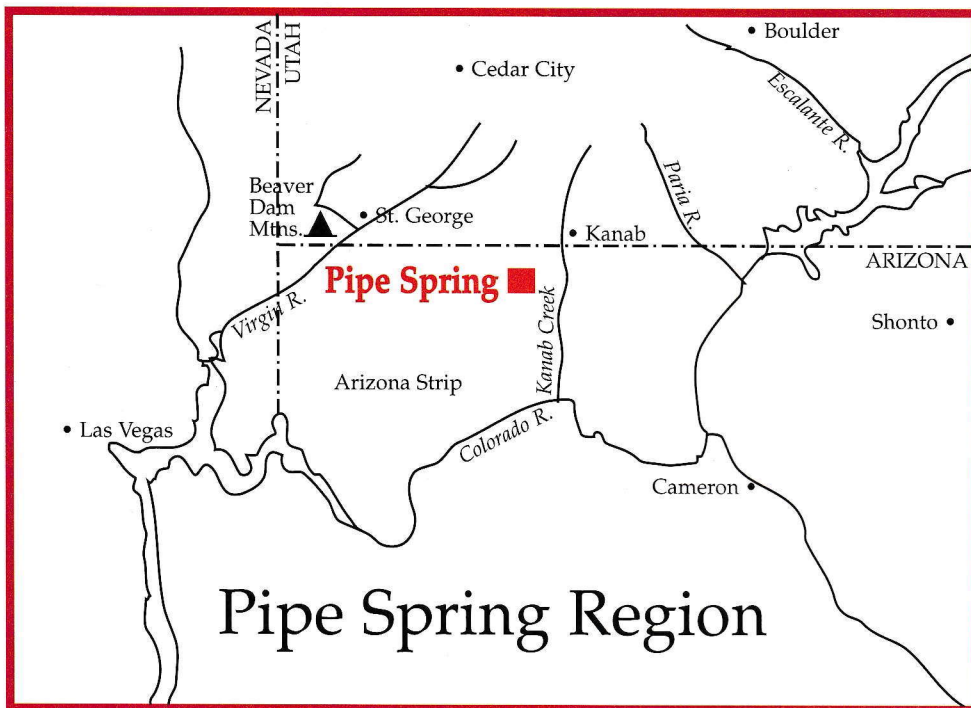 NEVADA
UTAH
Boulder
Cedar City
Escalante R.
Beaver
Dam
Mtns.
St. George
Paria R.
Kanab
ARIZONA
Pipe Spring
Virgin R.
Kanab Creek
Shonto
Arizona Strip
Las Vegas
Colorado R.
Cameron
Pipe Spring Region